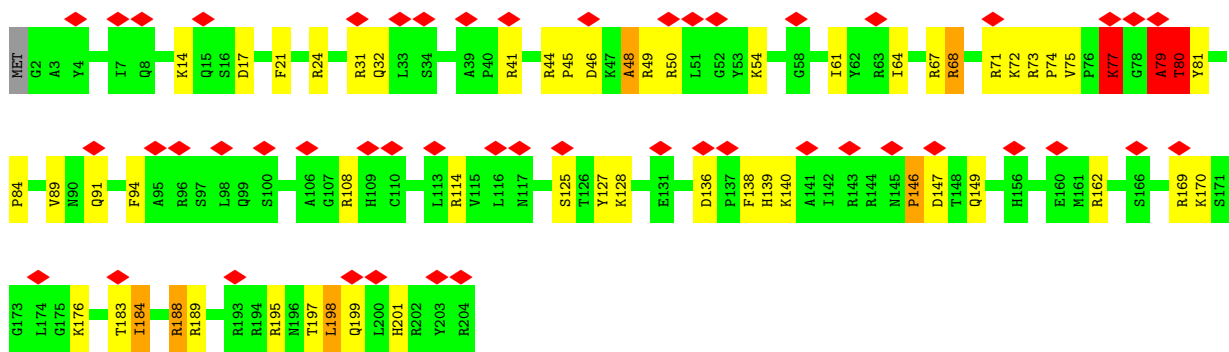 MET G2 A3 Y4 I7 Q8 K14 Q15 S16 D17 F21 R24 R31 Q32 L33 S34 A39 P40 R41 R44 P45 D46 K47 A48 R49 R50 L51 G52 Y53 K54 G58 I61 Y62 R63 I64 R67 R68 R71 K72 R73 P74 V75 P76 K77 G78 A79 T80 Y81
P84 V89 N90 Q91 F94 A95 R96 S97 L98 Q99 S100 A106 G107 R108 H109 C110 L113 R114 V115 L116 N117 S125 T126 Y127 K128 E131 D136 P137 F138 H139 K140 A141 I142 R143 R144 N145 P146 D147 T148 Q149 H156 E160 M161 R162 S166 R169 K170 S171
G173 L174 G175 K176 T183 I184 R188 R189 R193 R194 R195 N196 T197 L198 Q199 L200 H201 R202 Y203 R204